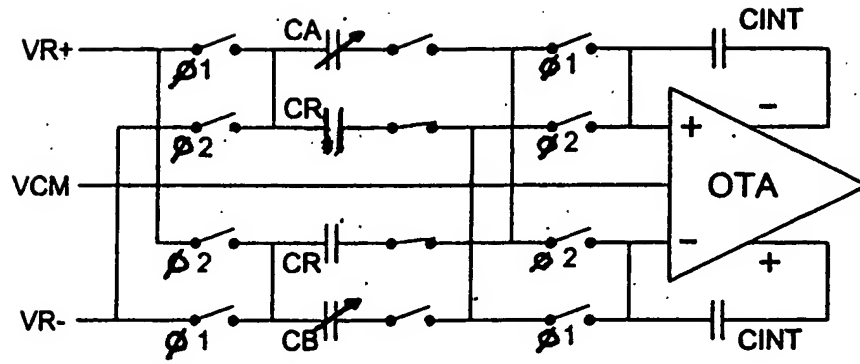 CA CINT
VR+
ø1 ø1 −
CR
ø2 + ø2
VCM OTA
ø2 CR ø2 − +
VR-
ø1 CB ø1 CINT